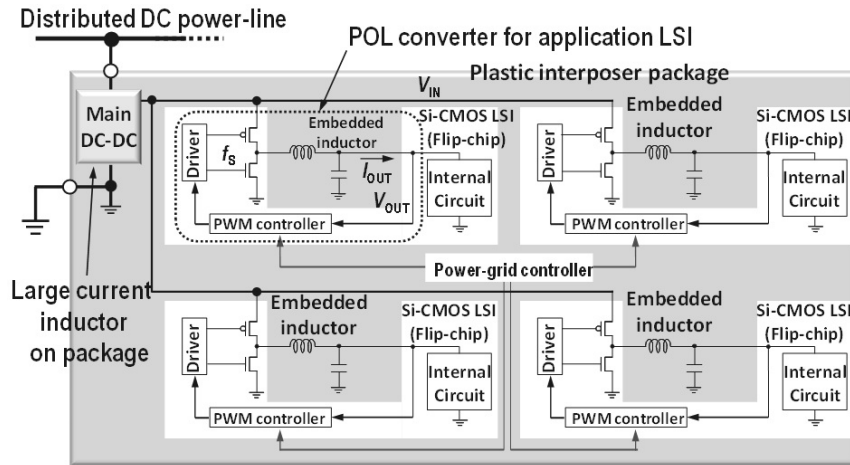 Distributed DC power-line
POL converter for application LSI
Plastic interposer package
V_IN
Main
DC-DC
Driver
f_S
Embedded
inductor
I_OUT
V_OUT
Si-CMOS LSI
(Flip-chip)
Internal
Circuit
PWM controller
Driver
Embedded
inductor
Si-CMOS LSI
(Flip-chip)
Internal
Circuit
PWM controller
Power-grid controller
Large current
inductor
on package
Driver
Embedded
inductor
Si-CMOS LSI
(Flip-chip)
Internal
Circuit
PWM controller
Driver
Embedded
inductor
Si-CMOS LSI
(Flip-chip)
Internal
Circuit
PWM controller